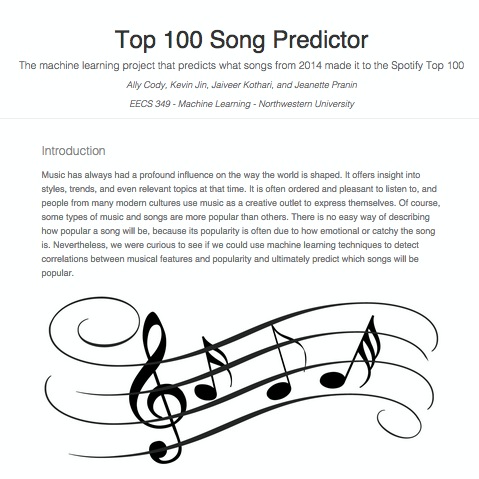 Top 100 Song Predictor
The machine learning project that predicts what songs from 2014 made it to the Spotify Top 100
Ally Cody, Kevin Jin, Jaiveer Kothari, and Jeanette Pranin
EECS 349 - Machine Learning - Northwestern University
Introduction
Music has always had a profound influence on the way the world is shaped. It offers insight into
styles, trends, and even relevant topics at that time. It is often ordered and pleasant to listen to, and
people from many modern cultures use music as a creative outlet to express themselves. Of course,
some types of music and songs are more popular than others. There is no easy way of describing
how popular a song will be, because its popularity is often due to how emotional or catchy the song
is. Nevertheless, we were curious to see if we could use machine learning techniques to detect
correlations between musical features and popularity and ultimately predict which songs will be
popular.